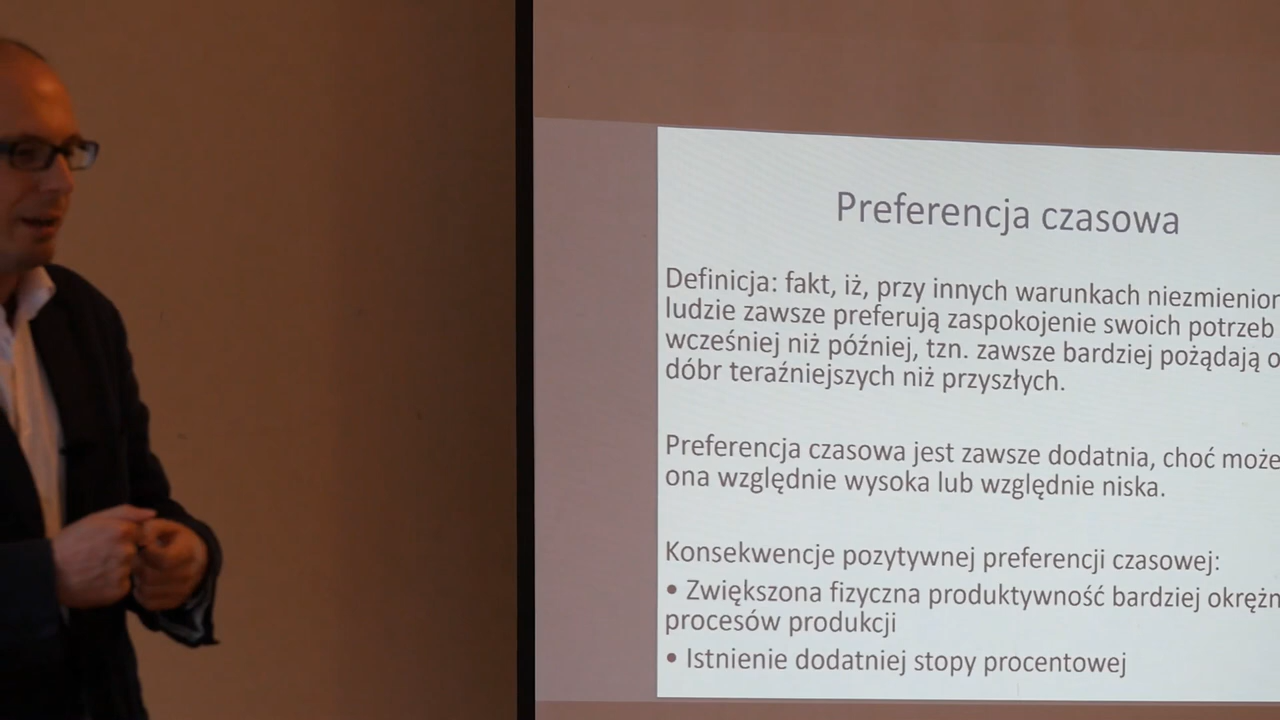 Preferencja czasowa
Definicja: fakt, iż, przy innych warunkach
ludzie zawsze preferują zaspokojenie swoich potrzeb
wcześniej niż później, tzn. zawsze bardziej pożądają
dóbr teraźniejszych niż przyszłych.
Preferencja czasowa jest zawsze dodatnia, choć może
ona względnie wysoka lub względnie niska.
Konsekwencje pozytywnej preferencji czasowej:
• Zwiększona fizyczna produktywność bardziej
procesów produkcji
• Istnienie dodatniej stopy procentowej